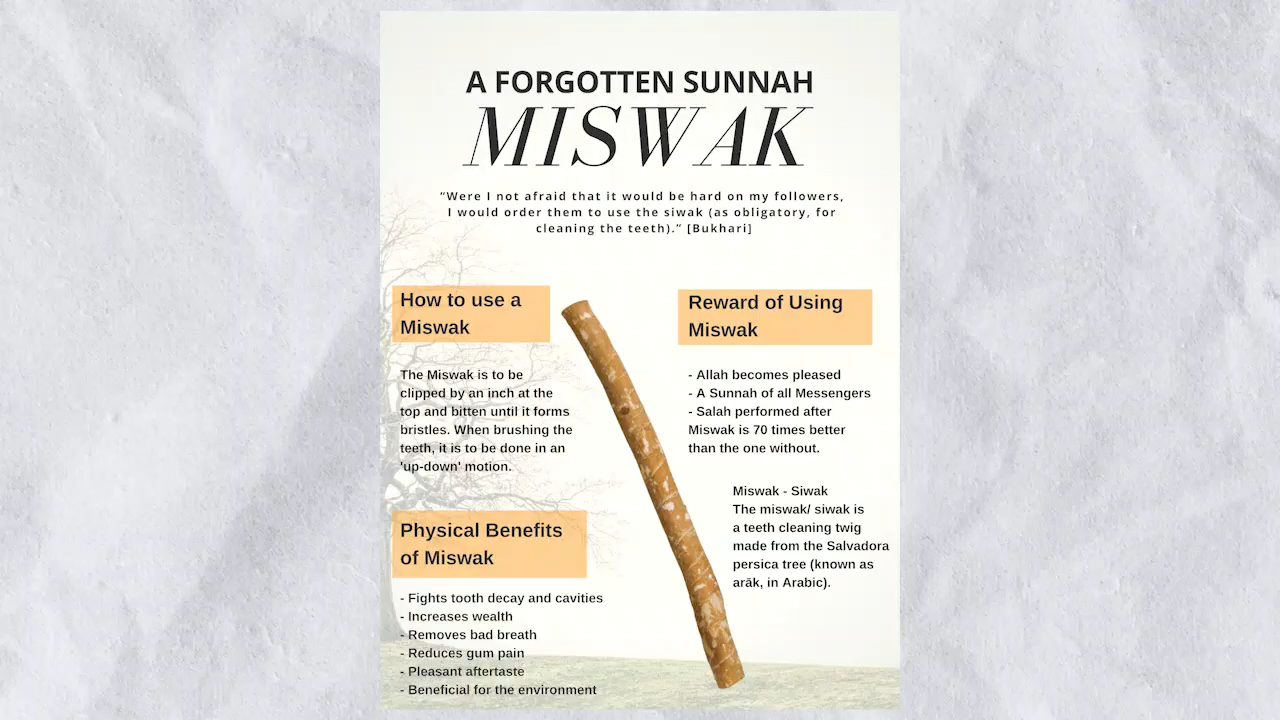 A FORGOTTEN SUNNAH
MISWAK
“Were I not afraid that it would be hard on my followers,
I would order them to use the siwak (as obligatory, for
cleaning the teeth).” [Bukhari]
How to use a
Miswak
The Miswak is to be
clipped by an inch at the
top and bitten until it forms
bristles. When brushing the
teeth, it is to be done in an
'up-down' motion.
Physical Benefits
of Miswak
- Fights tooth decay and cavities
- Increases wealth
- Removes bad breath
- Reduces gum pain
- Pleasant aftertaste
- Beneficial for the environment
Reward of Using
Miswak
- Allah becomes pleased
- A Sunnah of all Messengers
- Salah performed after
Miswak is 70 times better
than the one without.
Miswak - Siwak
The miswak/ siwak is
a teeth cleaning twig
made from the Salvadora
persica tree (known as
arāk, in Arabic).